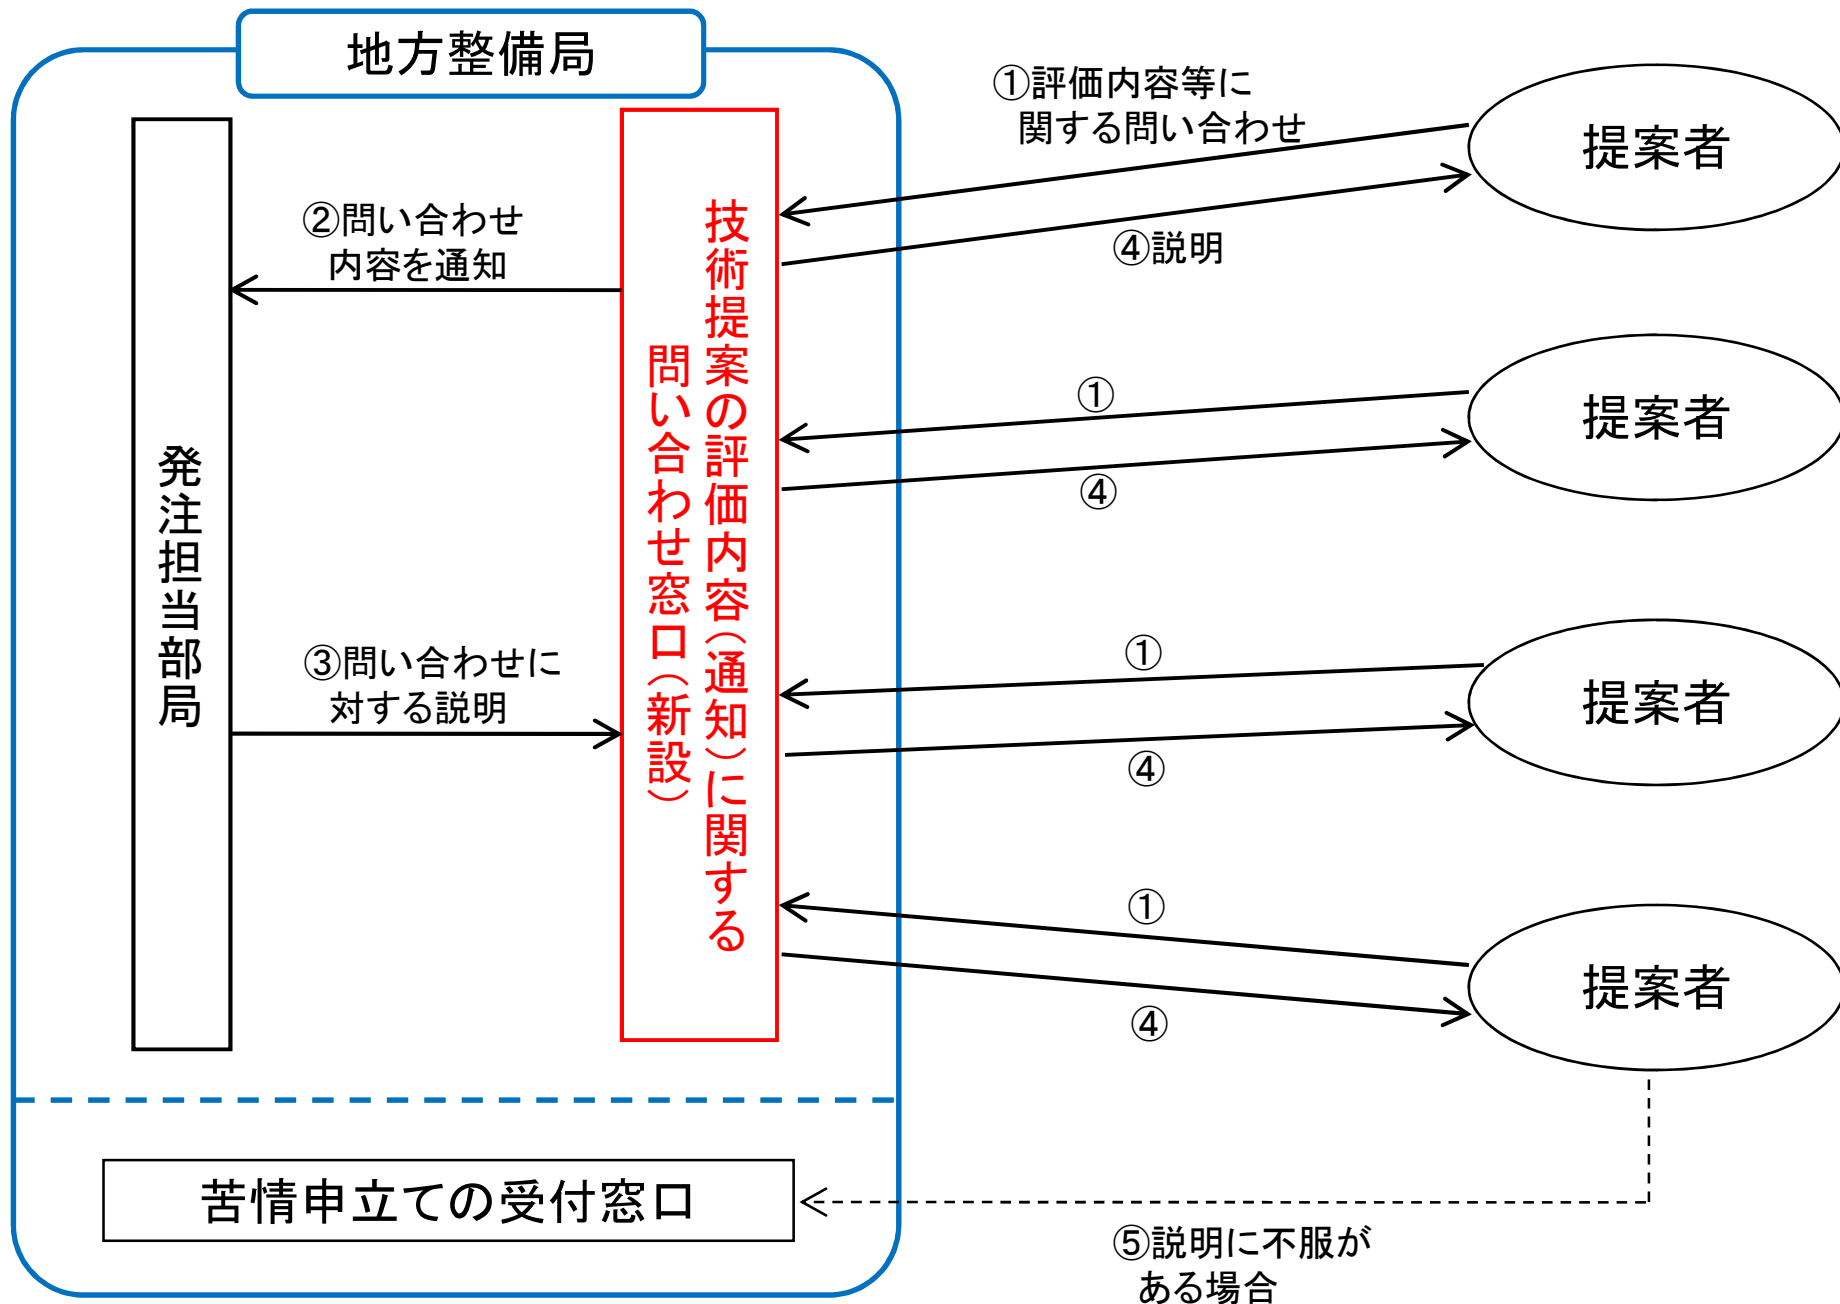 地方整備局
①評価内容等に
関する問い合わせ
提案者
②問い合わせ
内容を通知
④説明
技術提案の評価内容（通知）に関する
問い合わせ窓口（新設）
発注担当部局
①
提案者
④
③問い合わせに
対する説明
①
提案者
④
①
提案者
④
苦情申立ての受付窓口
⑤説明に不服が
ある場合